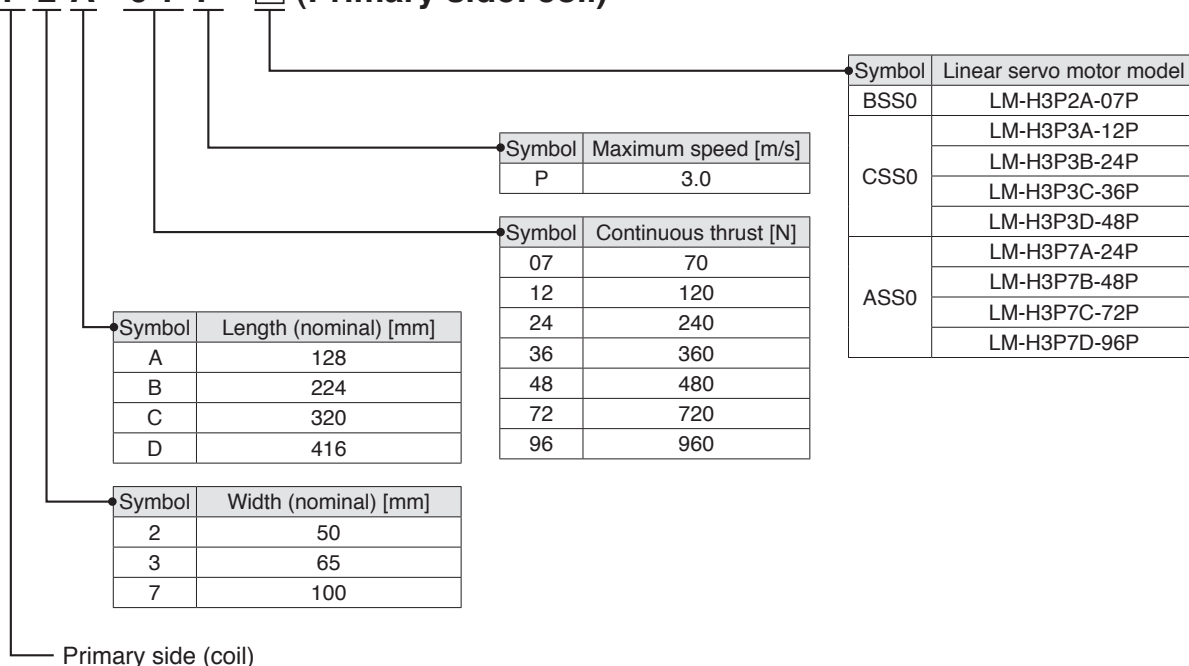 (Primary side: coil)
Symbol Linear servo motor model
BSS0 LM-H3P2A-07P
CSS0 LM-H3P3A-12P
LM-H3P3B-24P
LM-H3P3C-36P
LM-H3P3D-48P
ASS0 LM-H3P7A-24P
LM-H3P7B-48P
LM-H3P7C-72P
LM-H3P7D-96P
Symbol Maximum speed [m/s]
P 3.0
Symbol Continuous thrust [N]
07 70
12 120
24 240
36 360
48 480
72 720
96 960
Symbol Length (nominal) [mm]
A 128
B 224
C 320
D 416
Symbol Width (nominal) [mm]
2 50
3 65
7 100
Primary side (coil)